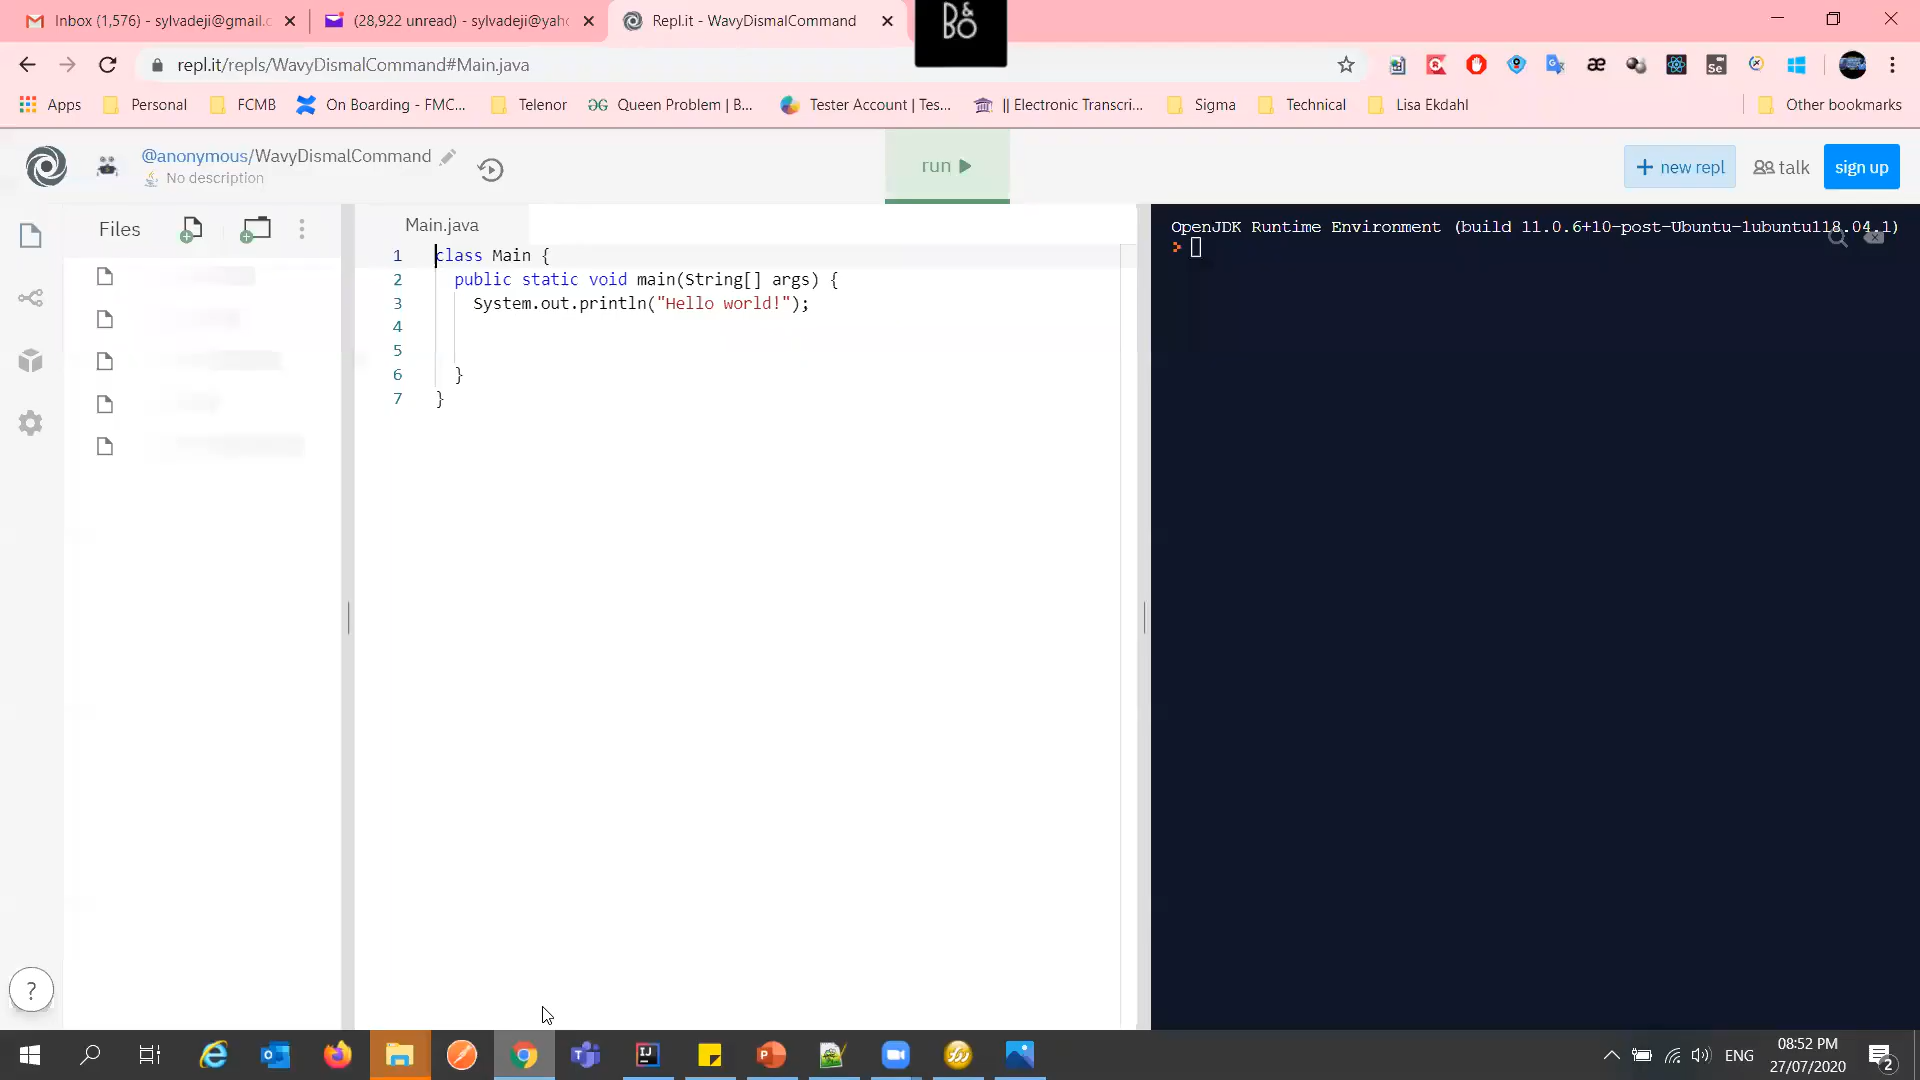 Inbox (1,576) - sylvadeji@gmail.c
(28,922 unread) - sylvadeji@yaho
Repl.it - WavyDismalCommand
B&O
repl.it/repls/WavyDismalCommand#Main.java
Apps
Personal
FCMB
On Boarding - FMC...
Telenor
Queen Problem | B...
Tester Account | Tes...
|| Electronic Transcri...
Sigma
Technical
Lisa Ekdahl
Other bookmarks
@anonymous/WavyDismalCommand
No description
run
+ new repl
talk
sign up
Files
Main.java
1 class Main {
2 public static void main(String[] args) {
3 System.out.println("Hello world!");
4
5
6 }
7 }
OpenJDK Runtime Environment (build 11.0.6+10-post-Ubuntu-1ubuntu118.04.1)
>
?
ENG
08:52 PM
27/07/2020
2